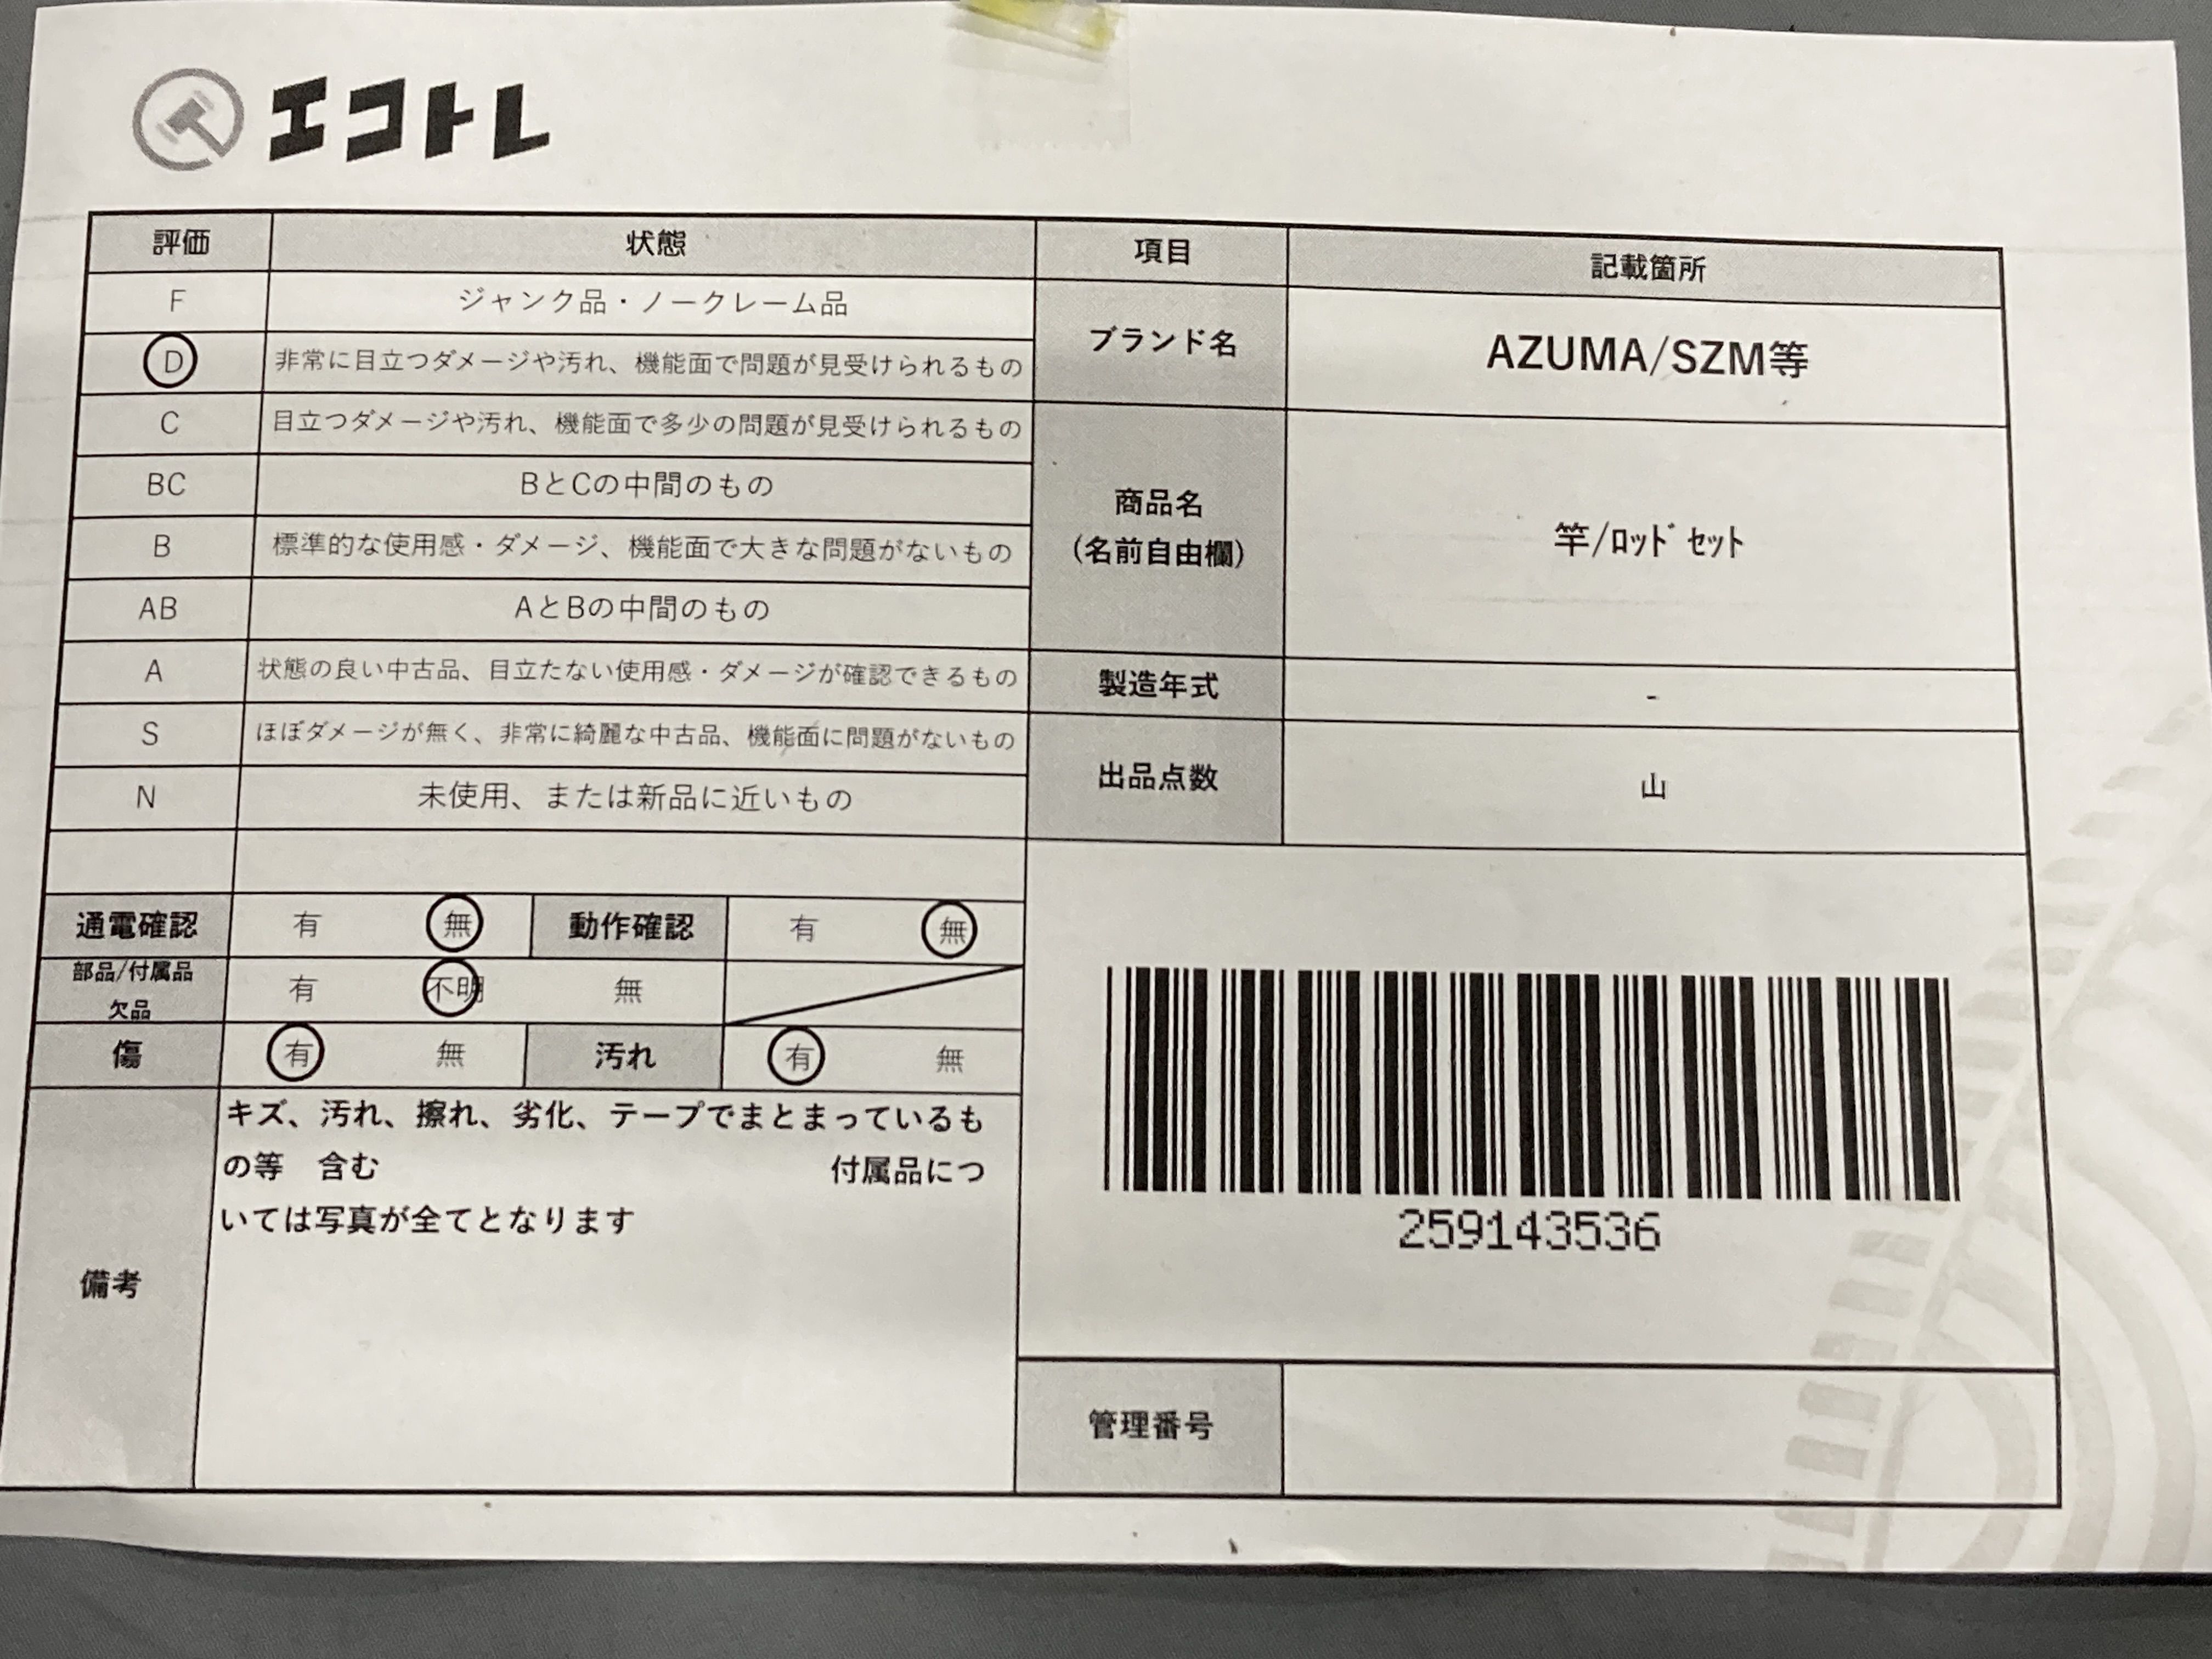 エコトレ
評価 状態 項目 記載箇所
F ジャンク品・ノークレーム品
D 非常に目立つダメージや汚れ、機能面で問題が見受けられるもの
ブランド名 AZUMA/SZM等
C 目立つダメージや汚れ、機能面で多少の問題が見受けられるもの
BC BとCの中間のもの
B 標準的な使用感・ダメージ、機能面で大きな問題がないもの
商品名
(名前自由欄)
竿/ﾛｯﾄﾞｾｯﾄ
AB AとBの中間のもの
A 状態の良い中古品、目立たない使用感・ダメージが確認できるもの
製造年式 -
S ほぼダメージが無く、非常に綺麗な中古品、機能面に問題がないもの
出品点数 山
N 未使用、または新品に近いもの
通電確認 有 無 動作確認 有 無
部品/付属品
欠品
有 不明 無
傷 有 無 汚れ 有 無
備考
キズ、汚れ、擦れ、劣化、テープでまとまっているも
の等　含む 付属品につ
いては写真が全てとなります
259143536
管理番号